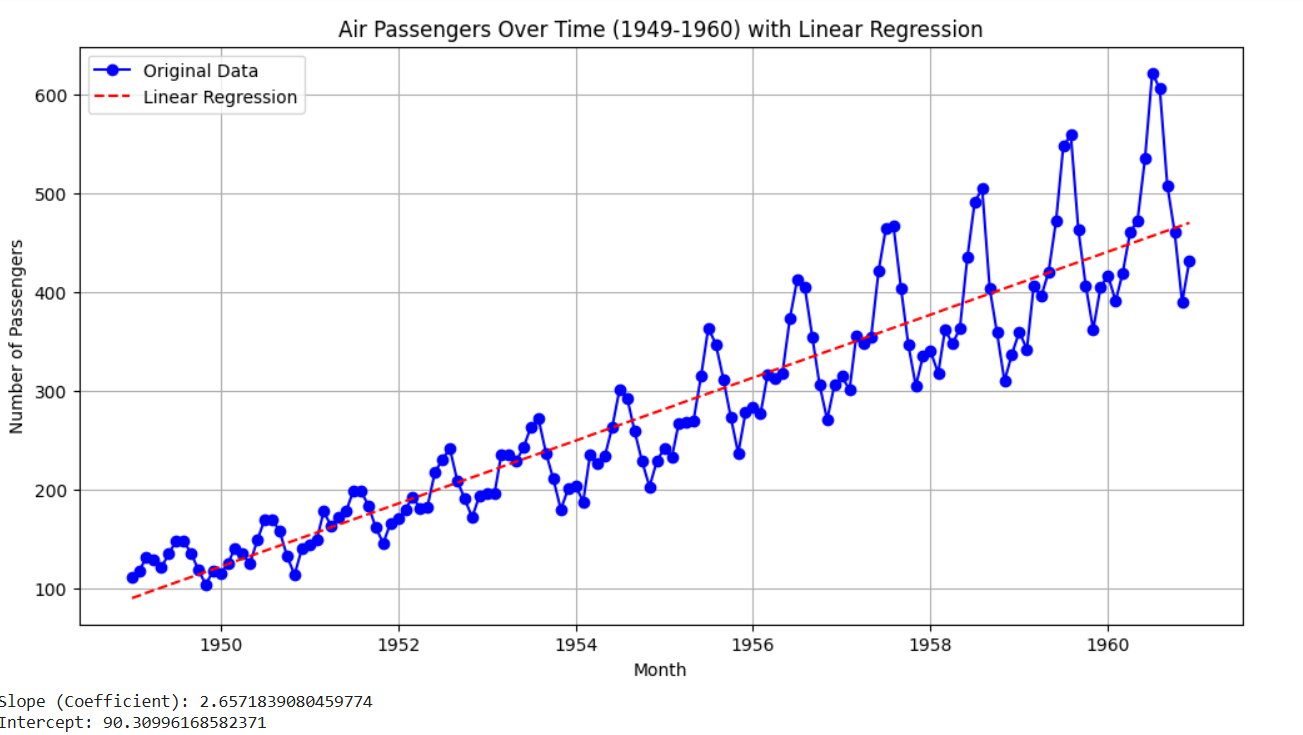 Air Passengers Over Time (1949-1960) with Linear Regression
Original Data
Linear Regression
600
500
400
300
200
100
Number of Passengers
1950 1952 1954 1956 1958 1960
Month
Slope (Coefficient): 2.6571839080459774
Intercept: 90.30996168582371